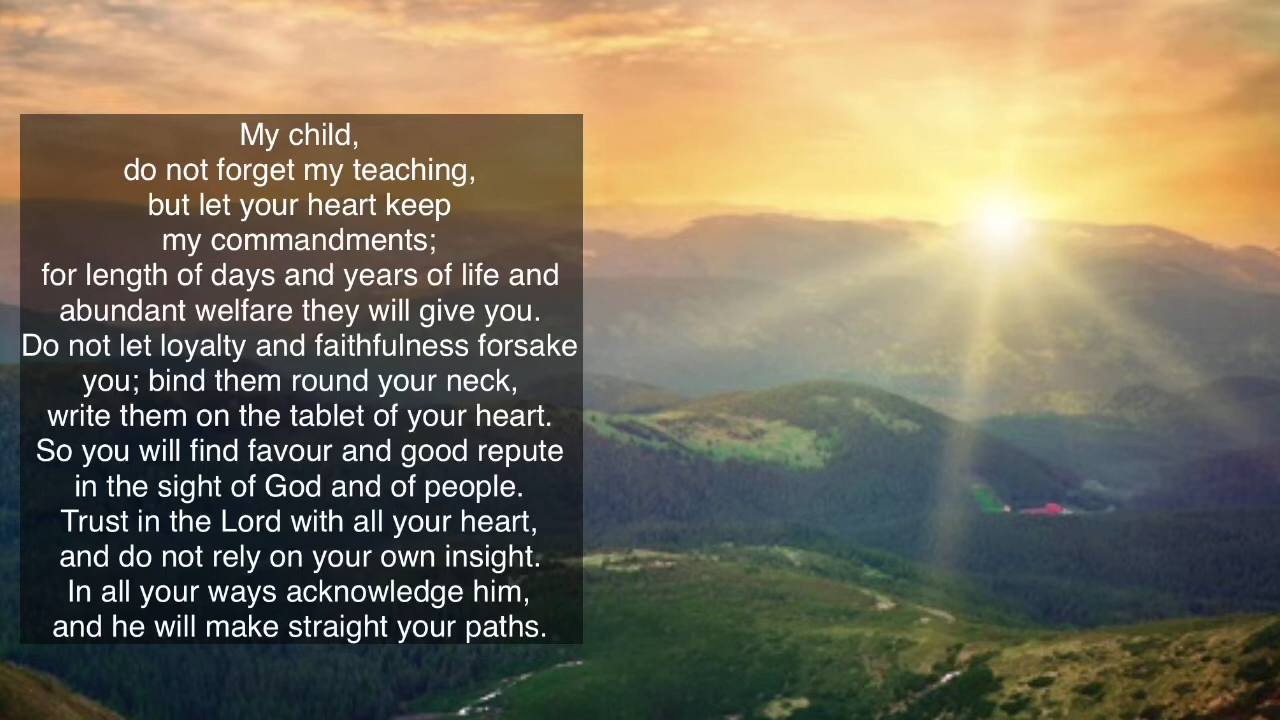 My child,
do not forget my teaching,
but let your heart keep
my commandments;
for length of days and years of life and
abundant welfare they will give you.
Do not let loyalty and faithfulness forsake
you; bind them round your neck,
write them on the tablet of your heart.
So you will find favour and good repute
in the sight of God and of people.
Trust in the Lord with all your heart,
and do not rely on your own insight.
In all your ways acknowledge him,
and he will make straight your paths.